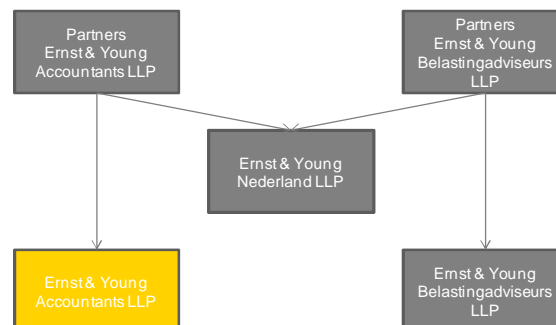 Partners
Ernst & Young
Accountants LLP
Partners
Ernst & Young
Belastingadviseurs
LLP
Ernst & Young
Nederland LLP
Ernst & Young
Accountants LLP
Ernst & Young
Belastingadviseurs
LLP